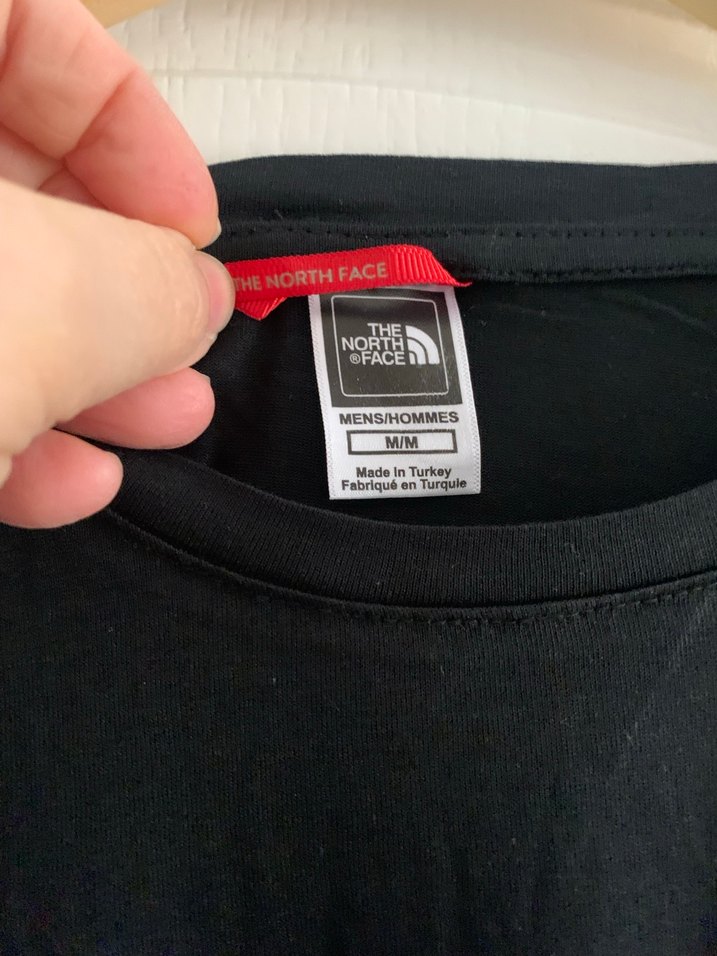 THE NORTH FACE
THE
NORTH
®FACE
MENS/HOMMES
M/M
Made In Turkey
Fabriqué en Turquie